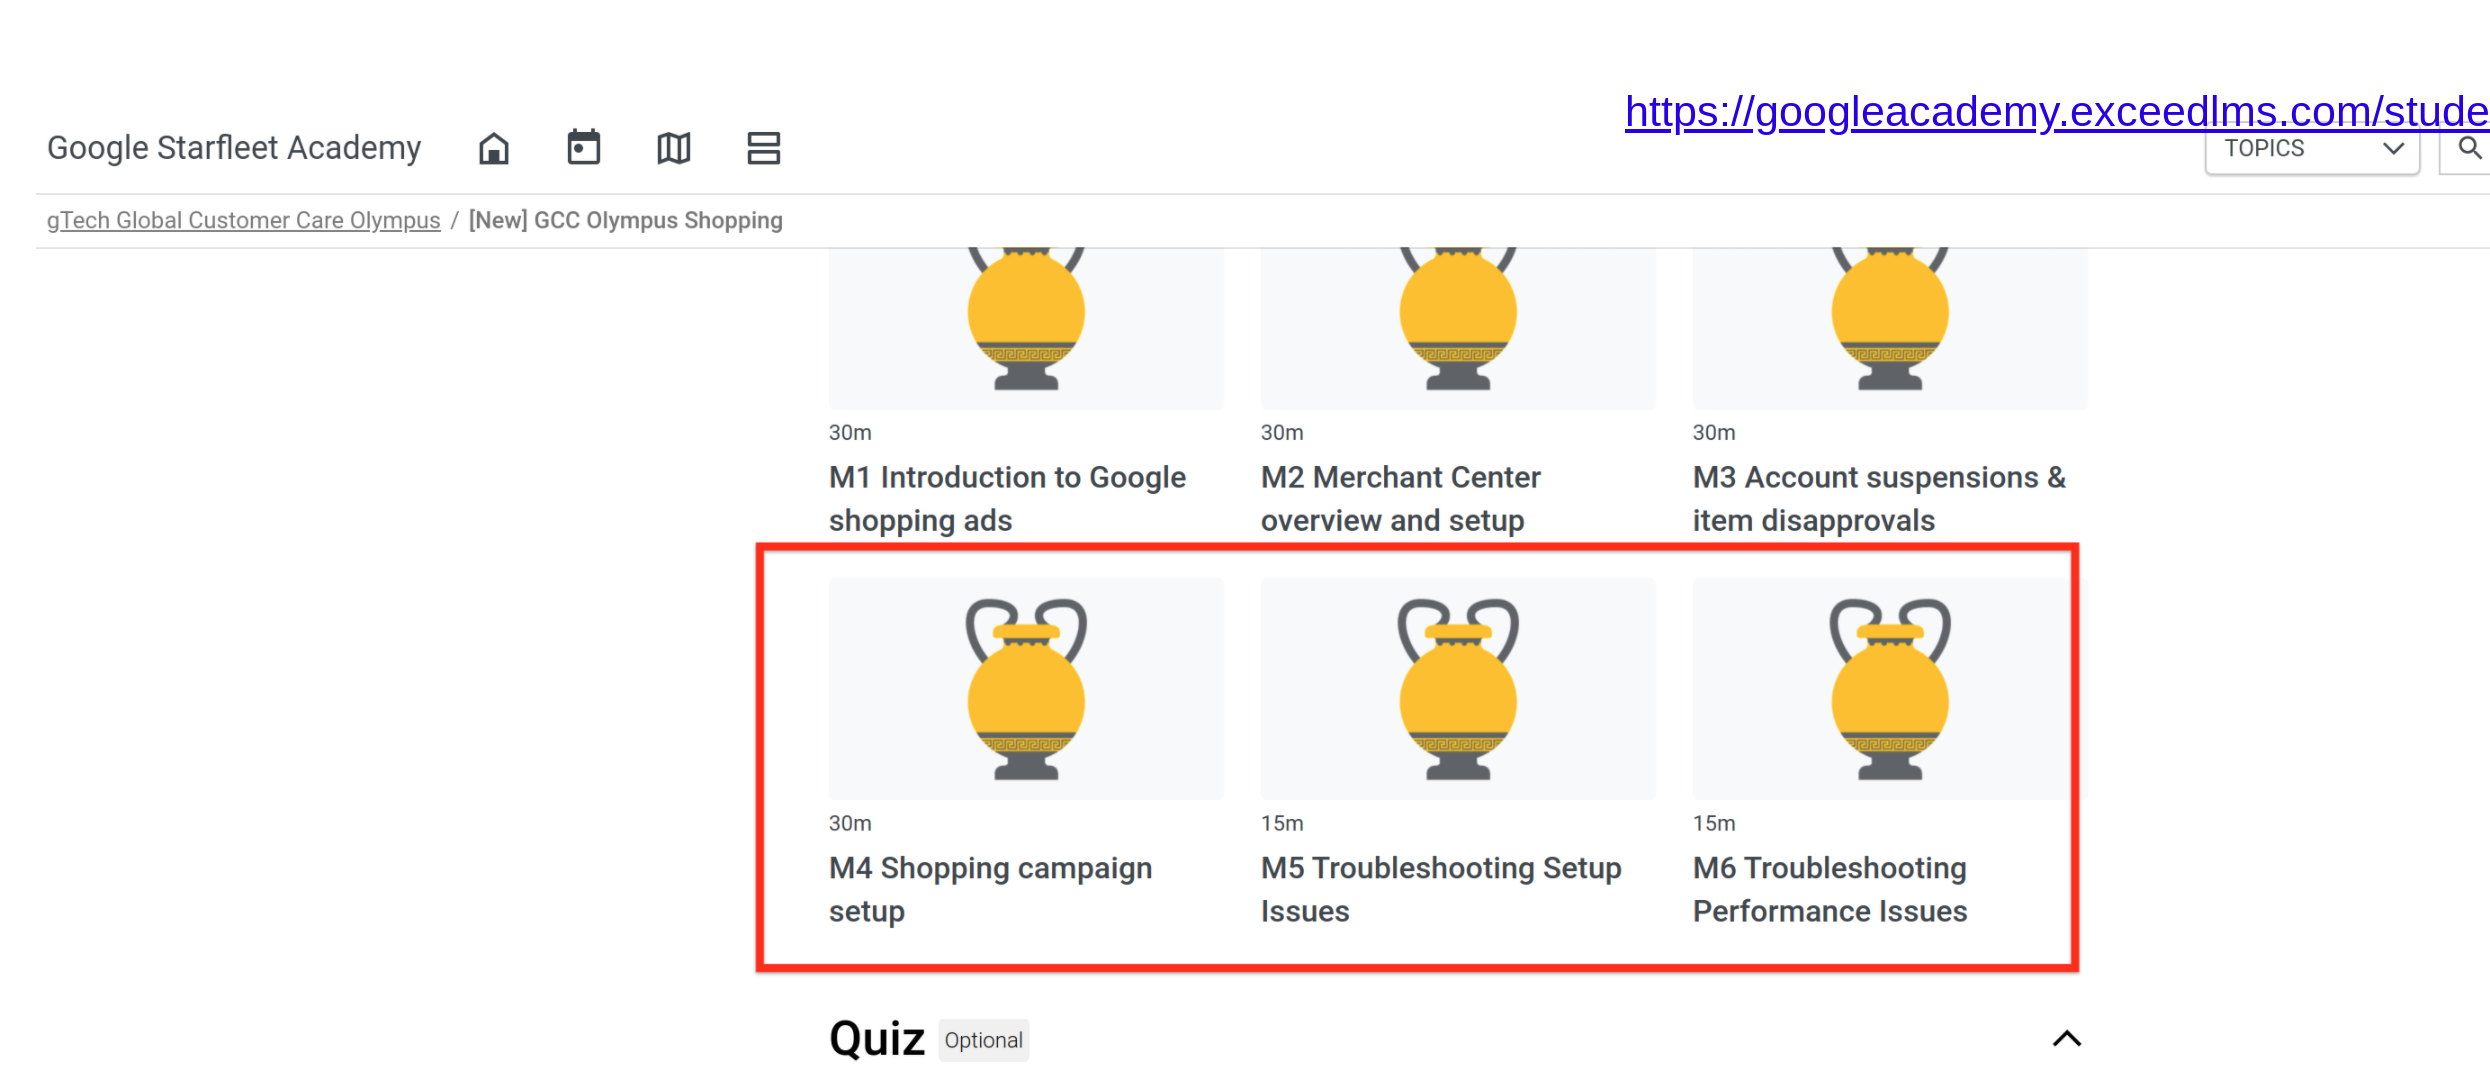 https://googleacademy.exceedlms.com/stude
Google Starfleet Academy
TOPICS
gTech Global Customer Care Olympus / [New] GCC Olympus Shopping
30m
M1 Introduction to Google
shopping ads
30m
M2 Merchant Center
overview and setup
30m
M3 Account suspensions &
item disapprovals
30m
M4 Shopping campaign
setup
15m
M5 Troubleshooting Setup
Issues
15m
M6 Troubleshooting
Performance Issues
Quiz Optional